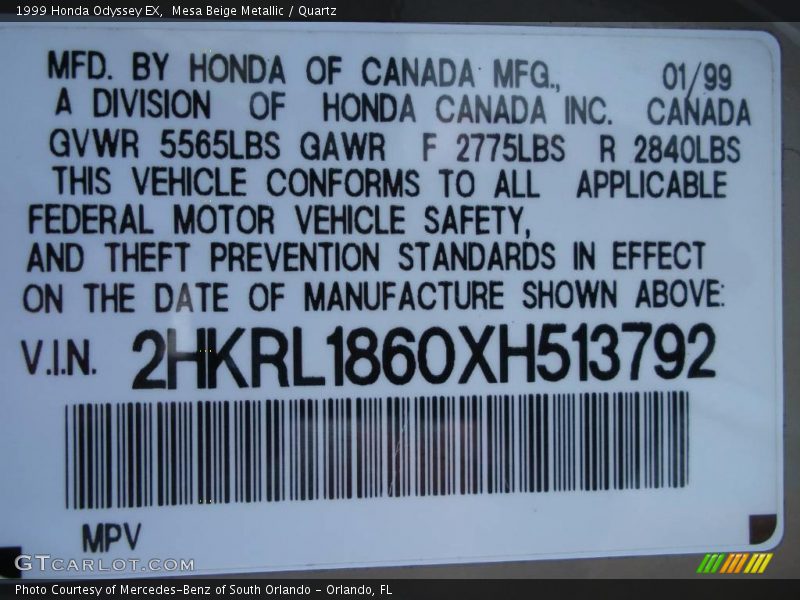 1999 Honda Odyssey EX, Mesa Beige Metallic / Quartz
MFD. BY HONDA OF CANADA MFG., 01/99
A DIVISION OF HONDA CANADA INC. CANADA
GVWR 5565LBS GAWR F 2775LBS R 2840LBS
THIS VEHICLE CONFORMS TO ALL APPLICABLE
FEDERAL MOTOR VEHICLE SAFETY,
AND THEFT PREVENTION STANDARDS IN EFFECT
ON THE DATE OF MANUFACTURE SHOWN ABOVE:
V.I.N. 2HKRL1860XH513792
MPV
GTCARLOT.COM
Photo Courtesy of Mercedes-Benz of South Orlando - Orlando, FL